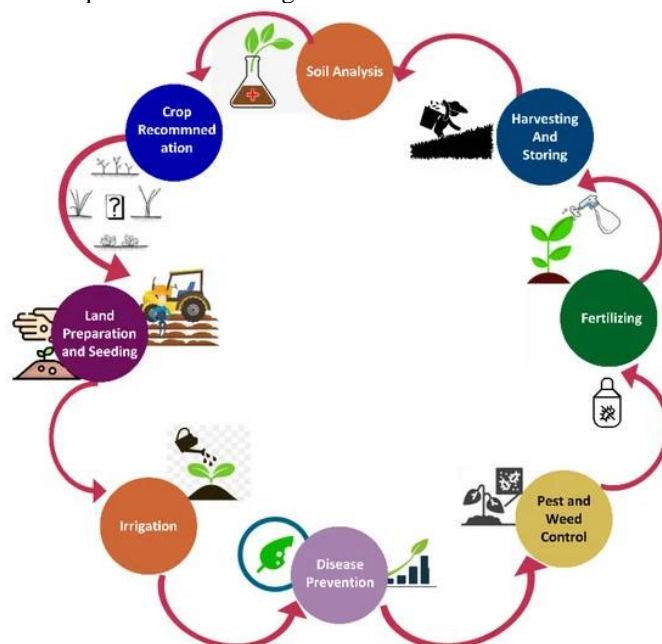 Soil Analysis
Crop
Recommned
ation
?
Land
Preparation
and Seeding
Irrigation
Disease
Prevention
Pest and
Weed
Control
Fertilizing
Harvesting
And
Storing